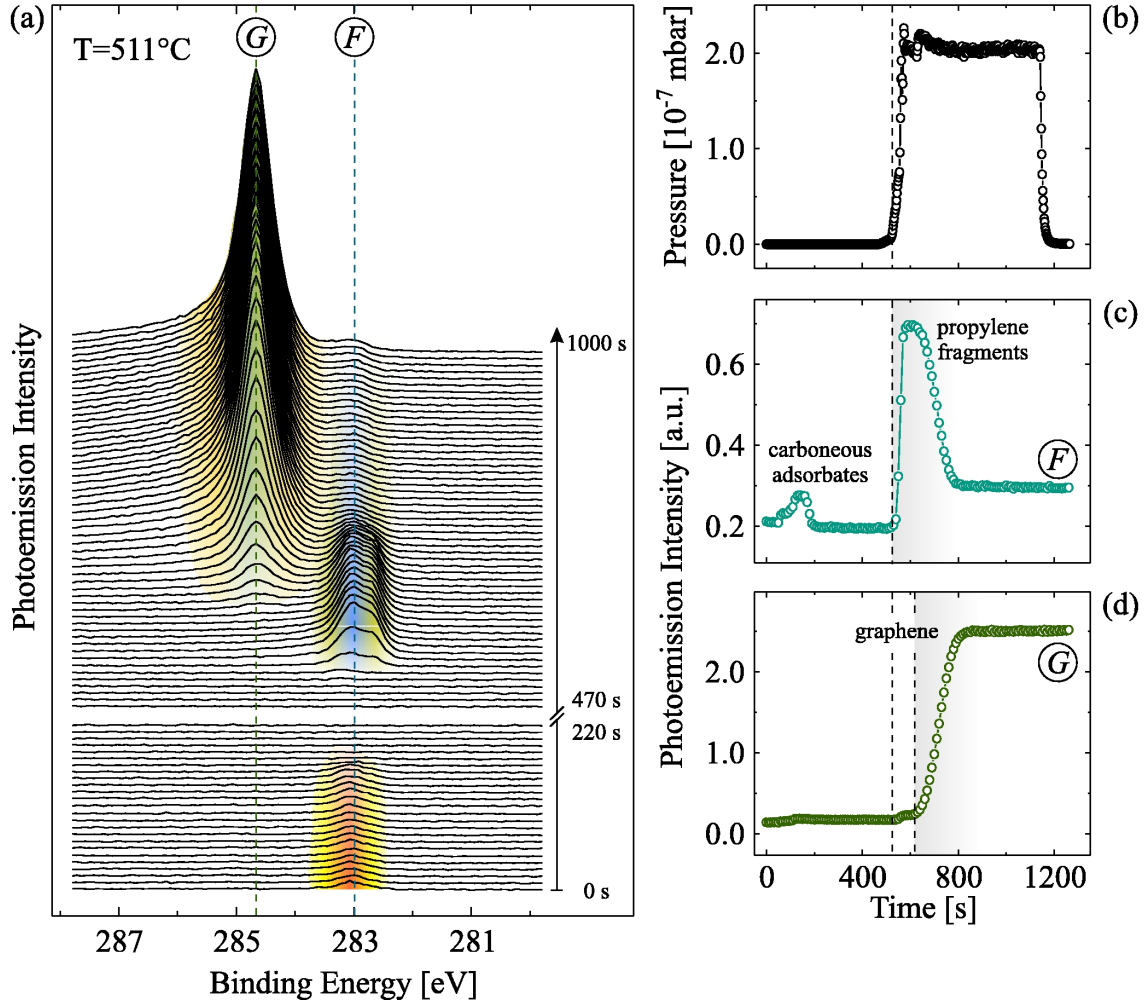 (a)
T=511°C
G
F
1000 s
470 s
220 s
0 s
Photoemission Intensity
287
285
283
281
Binding Energy [eV]
(b)
Pressure [10⁻⁷ mbar]
2.0
1.0
0.0
(c)
propylene
fragments
carboneous
adsorbates
F
0.6
0.4
0.3
0.2
Photoemission Intensity [a.u.]
(d)
graphene
G
2.0
1.0
0.0
0
400
800
1200
Time [s]